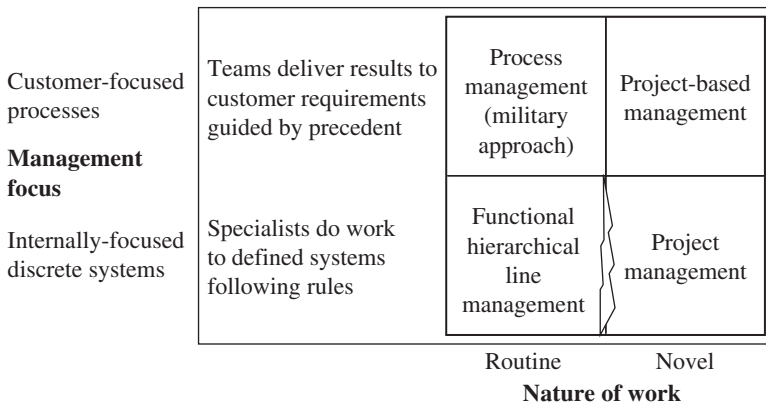 Customer-focused
processes
Management
focus
Internally-focused
discrete systems
Teams deliver results to
customer requirements
guided by precedent
Specialists do work
to defined systems
following rules
Process
management
(military
approach)
Project-based
management
Functional
hierarchical
line
management
Project
management
Routine
Novel
Nature of work